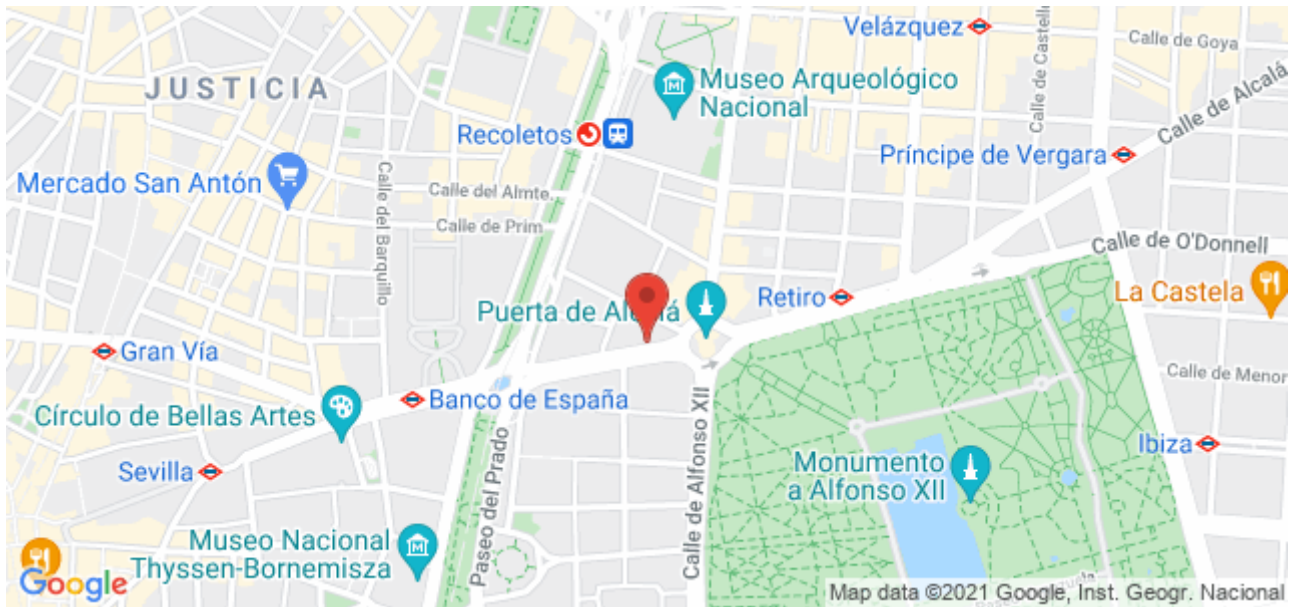 Velázquez
Calle de Goya
Calle de Castelló
Calle de Alcalá
JUSTICIA
Museo Arqueológico
Nacional
Recoletos
Príncipe de Vergara
Mercado San Antón
Calle del Almte.
Calle de Prim
Calle del Barquillo
Calle de O'Donnell
Puerta de Alcalá
Retiro
La Castela
Gran Vía
Calle de Menor
Banco de España
Círculo de Bellas Artes
Sevilla
Paseo del Prado
Calle de Alfonso XII
Ibiza
Monumento
a Alfonso XII
Museo Nacional
Thyssen-Bornemisza
Google
Map data ©2021 Google, Inst. Geogr. Nacional